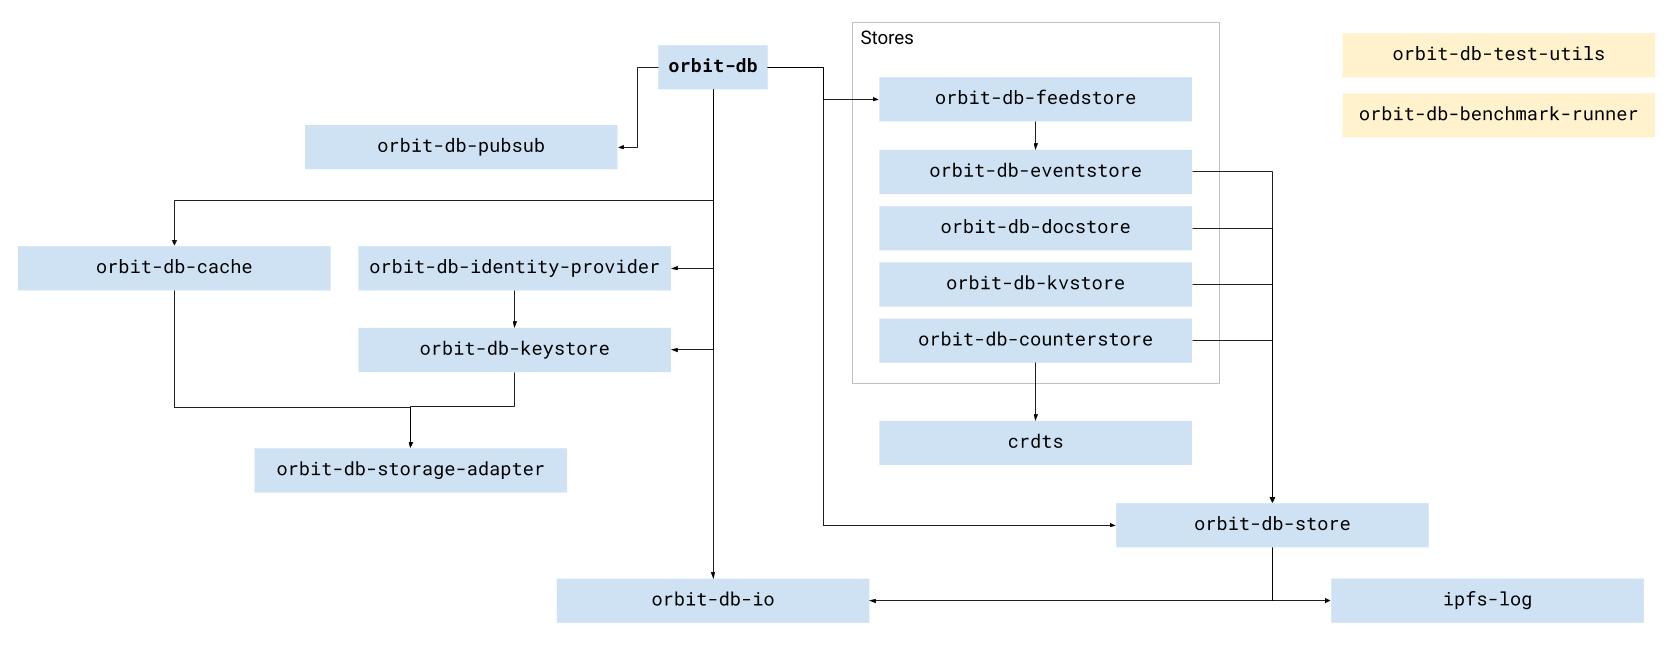 Stores
orbit-db
orbit-db-test-utils
orbit-db-feedstore
orbit-db-benchmark-runner
orbit-db-pubsub
orbit-db-eventstore
orbit-db-docstore
orbit-db-cache
orbit-db-identity-provider
orbit-db-kvstore
orbit-db-keystore
orbit-db-counterstore
crdts
orbit-db-storage-adapter
orbit-db-store
orbit-db-io
ipfs-log